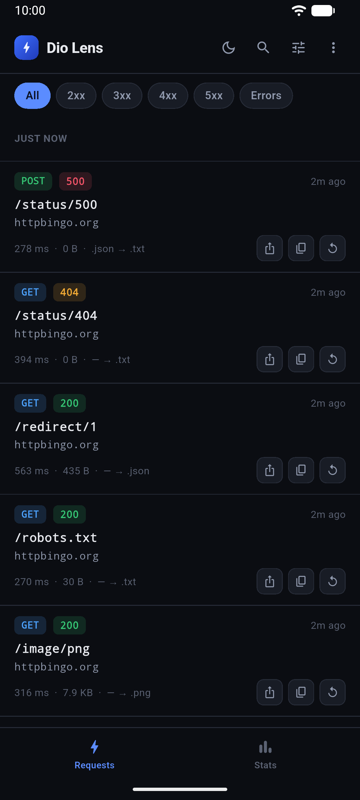 10:00
Dio Lens
All 2xx 3xx 4xx 5xx Errors
JUST NOW
POST 500 2m ago
/status/500
httpbingo.org
278 ms · 0 B · .json → .txt
GET 404 2m ago
/status/404
httpbingo.org
394 ms · 0 B · — → .txt
GET 200 2m ago
/redirect/1
httpbingo.org
563 ms · 435 B · — → .json
GET 200 2m ago
/robots.txt
httpbingo.org
270 ms · 30 B · — → .txt
GET 200 2m ago
/image/png
httpbingo.org
316 ms · 7.9 KB · — → .png
Requests Stats